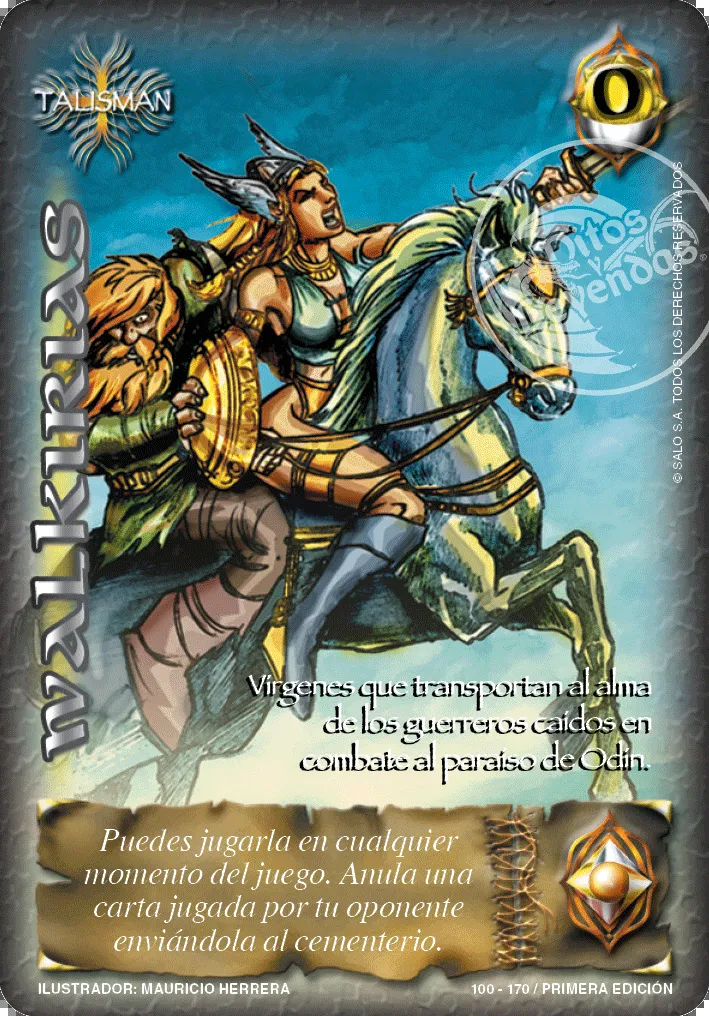 TALISMAN
0
WALKIRIAS
Mitos
y
Leyendas®
© SALO S.A. TODOS LOS DERECHOS RESERVADOS
Vírgenes que transportan al alma
de los guerreros caídos en
combate al paraíso de Odín.
Puedes jugarla en cualquier
momento del juego. Anula una
carta jugada por tu oponente
enviándola al cementerio.
ILUSTRADOR: MAURICIO HERRERA
100 - 170 / PRIMERA EDICIÓN